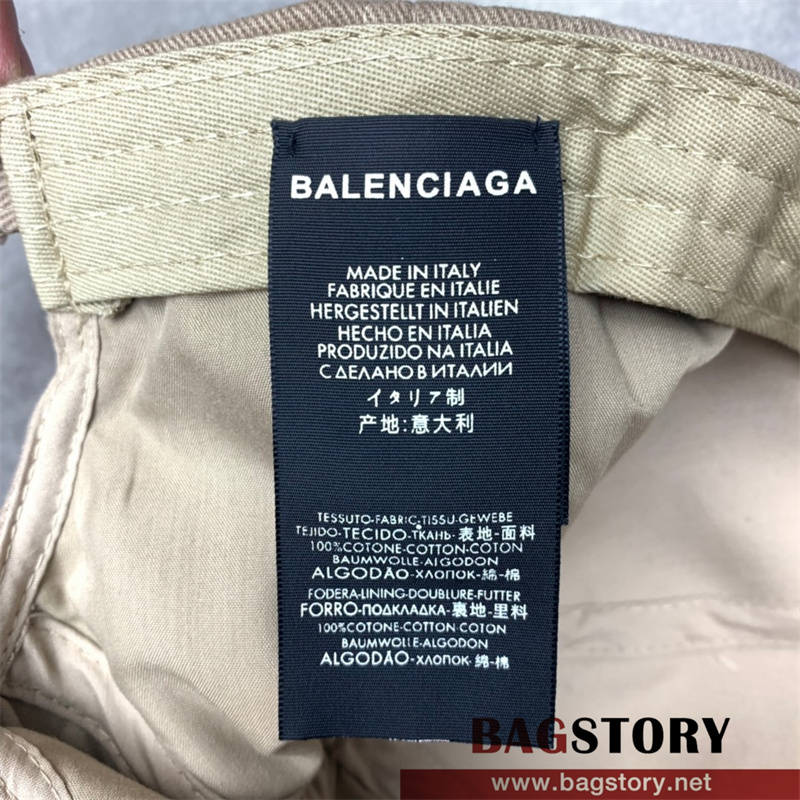 BALENCIAGA
MADE IN ITALY
FABRIQUE EN ITALIE
HERGESTELLT IN ITALIEN
HECHO EN ITALIA
PRODUZIDO NA ITALIA
СДЕЛАНО В ИТАЛИИ
イタリア制
产地:意大利
TESSUTO-FABRIC-TISSU-GEWEBE
TEJIDO-TECIDO-ТКАНЬ-表地-面料
100%COTONE-COTTON-COTON
BAUMWOLLE-ALGODON
ALGODÃO-ХЛОПОК-綿-棉
FODERA-LINING-DOUBLURE-FUTTER
FORRO-ПОДКЛАДКА-裏地-里料
100%COTONE-COTTON-COTON
BAUMWOLLE-ALGODON
ALGODÃO-ХЛОПОК-綿-棉
BAGSTORY
www.bagstory.net